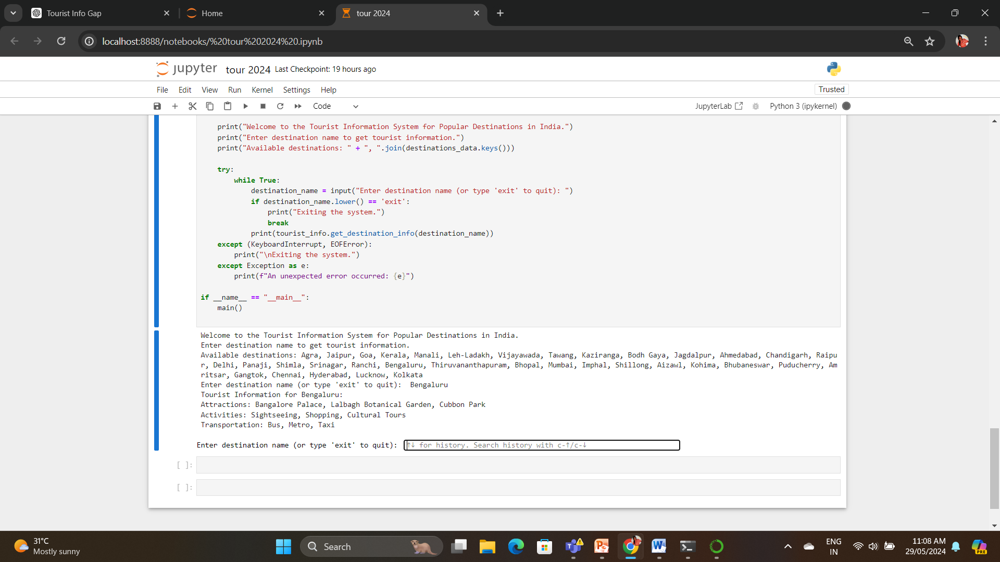 Tourist Info Gap
Home
tour 2024
localhost:8888/notebooks/%20tour%202024%20.ipynb
jupyter tour 2024 Last Checkpoint: 19 hours ago
File Edit View Run Kernel Settings Help
Trusted
Code
JupyterLab
Python 3 (ipykernel)
print("Welcome to the Tourist Information System for Popular Destinations in India.")
print("Enter destination name to get tourist information.")
print("Available destinations: " + ", ".join(destinations_data.keys()))
try:
while True:
destination_name = input("Enter destination name (or type 'exit' to quit): ")
if destination_name.lower() == 'exit':
print("Exiting the system.")
break
print(tourist_info.get_destination_info(destination_name))
except (KeyboardInterrupt, EOFError):
print("\nExiting the system.")
except Exception as e:
print(f"An unexpected error occurred: {e}")
if __name__ == "__main__":
main()
Welcome to the Tourist Information System for Popular Destinations in India.
Enter destination name to get tourist information.
Available destinations: Agra, Jaipur, Goa, Kerala, Manali, Leh-Ladakh, Vijayawada, Tawang, Kaziranga, Bodh Gaya, Jagdalpur, Ahmedabad, Chandigarh, Raipu
r, Delhi, Panaji, Shimla, Srinagar, Ranchi, Bengaluru, Thiruvananthapuram, Bhopal, Mumbai, Imphal, Shillong, Aizawl, Kohima, Bhubaneswar, Puducherry, Am
ritsar, Gangtok, Chennai, Hyderabad, Lucknow, Kolkata
Enter destination name (or type 'exit' to quit):  Bengaluru
Tourist Information for Bengaluru:
Attractions: Bangalore Palace, Lalbagh Botanical Garden, Cubbon Park
Activities: Sightseeing, Shopping, Cultural Tours
Transportation: Bus, Metro, Taxi
Enter destination name (or type 'exit' to quit): ↑↓ for history. Search history with c-↑/c-↓
[ ]:
[ ]:
31°C
Mostly sunny
Search
ENG
IN
11:08 AM
29/05/2024
PRE